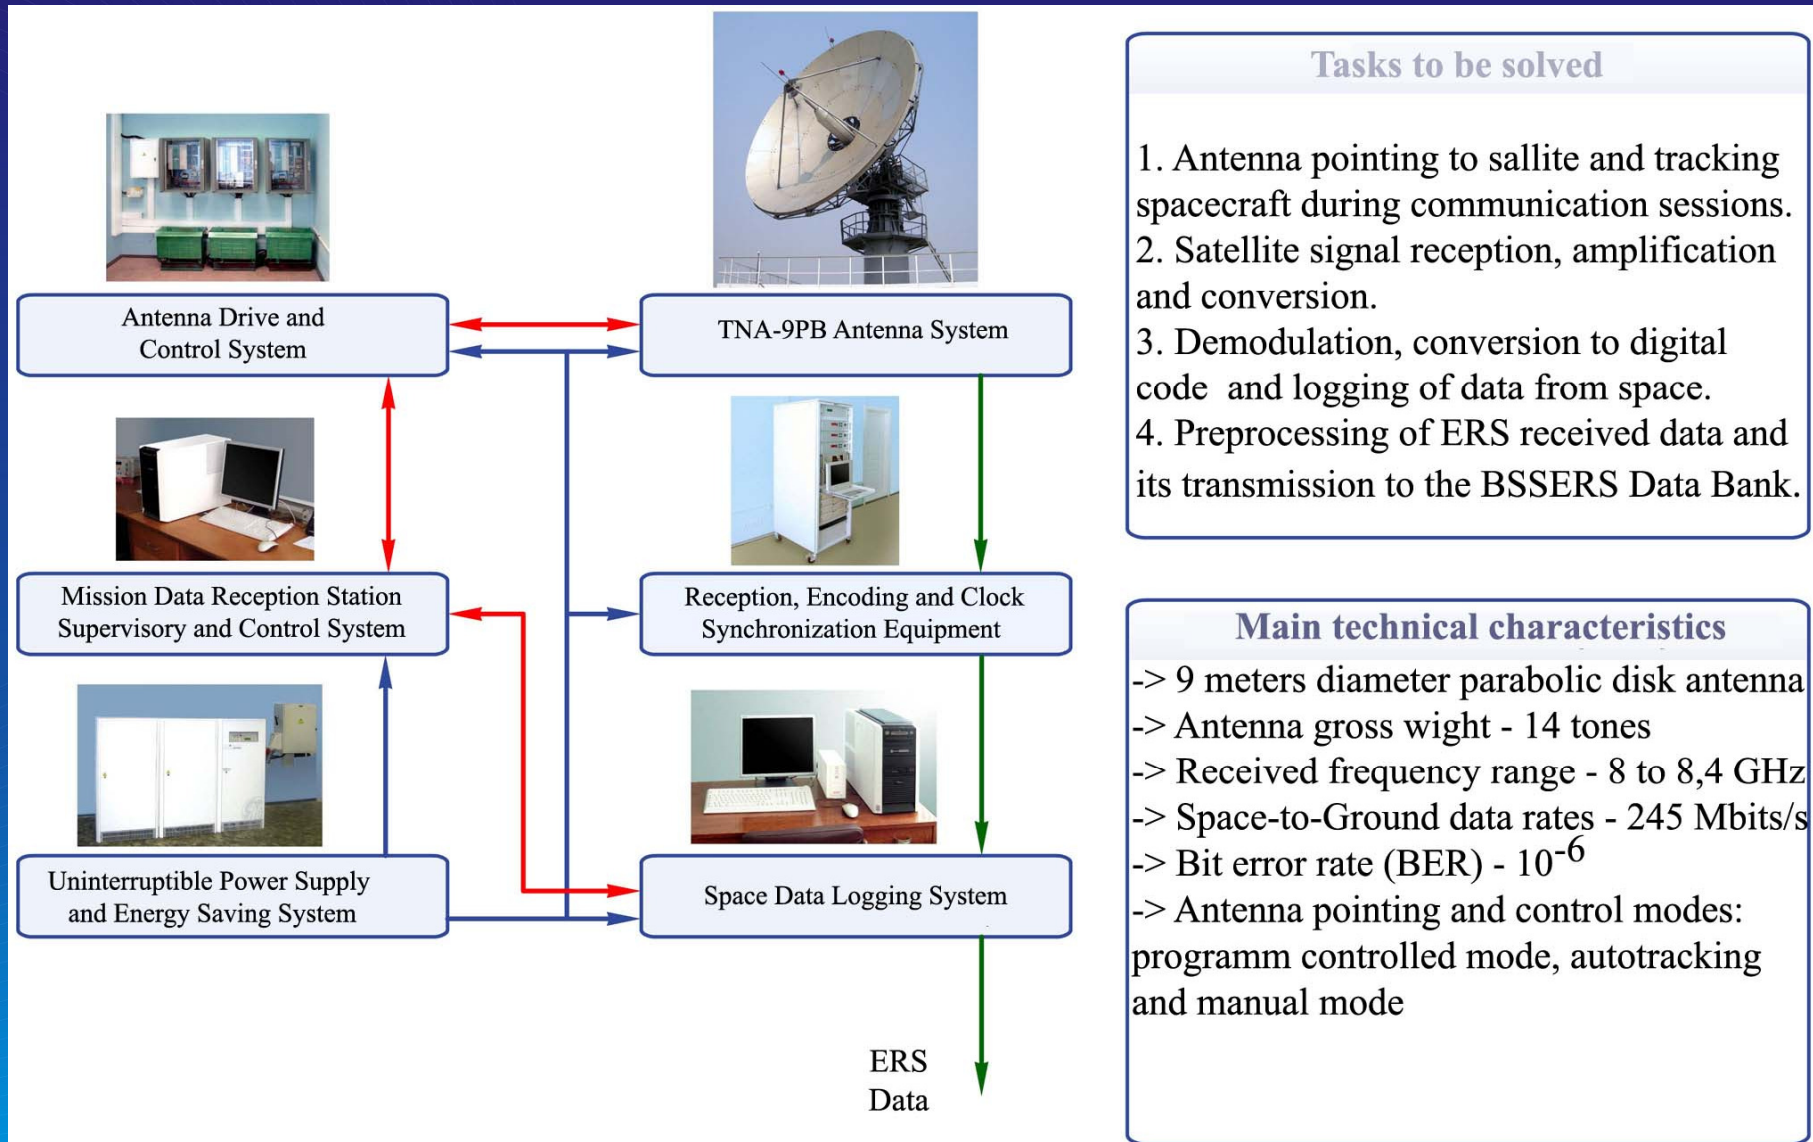 Antenna Drive and
Control System
TNA-9PB Antenna System
Mission Data Reception Station
Supervisory and Control System
Reception, Encoding and Clock
Synchronization Equipment
Uninterruptible Power Supply
and Energy Saving System
Space Data Logging System
ERS
Data
Tasks to be solved
1. Antenna pointing to sallite and tracking
spacecraft during communication sessions.
2. Satellite signal reception, amplification
and conversion.
3. Demodulation, conversion to digital
code and logging of data from space.
4. Preprocessing of ERS received data and
its transmission to the BSSERS Data Bank.
Main technical characteristics
-> 9 meters diameter parabolic disk antenna
-> Antenna gross wight - 14 tones
-> Received frequency range - 8 to 8,4 GHz
-> Space-to-Ground data rates - 245 Mbits/s
-> Bit error rate (BER) - 10⁻⁶
-> Antenna pointing and control modes:
programm controlled mode, autotracking
and manual mode